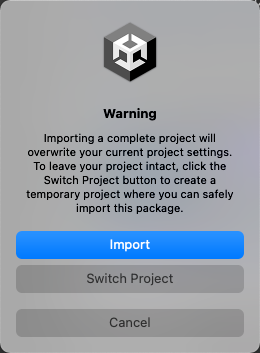 Warning
Importing a complete project will
overwrite your current project settings.
To leave your project intact, click the
Switch Project button to create a
temporary project where you can safely
import this package.
Import
Switch Project
Cancel